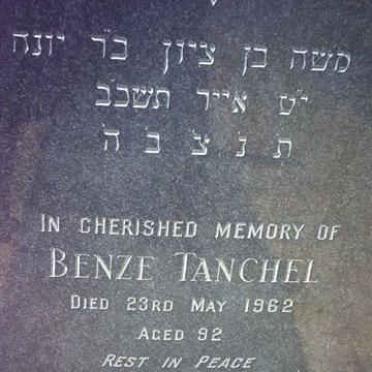 משה בן ציון בר יונה
י"ט אייר תשכב
ת נ צ ב ה
IN CHERISHED MEMORY OF
BENZE TANCHEL
DIED 23RD MAY 1962
AGED 92
REST IN PEACE